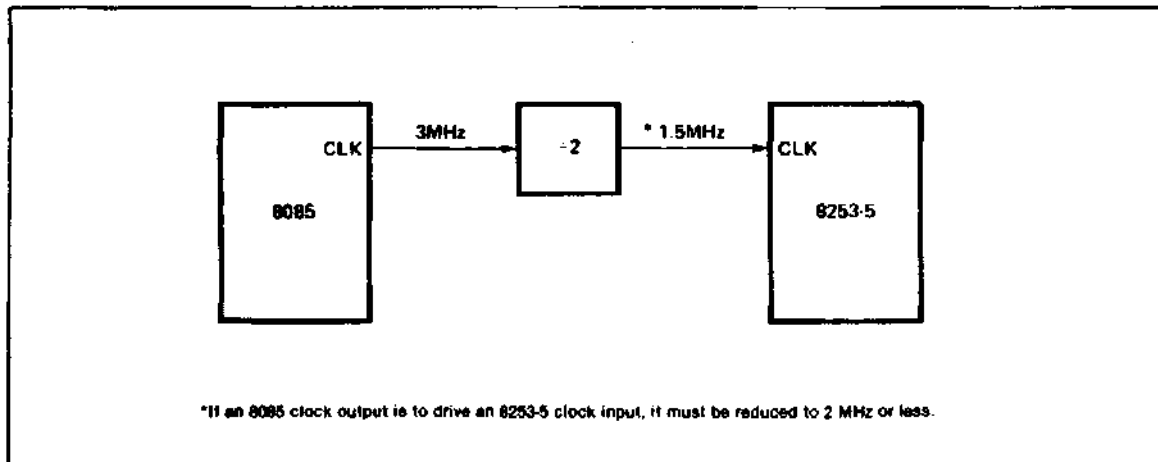 CLK
3MHz
÷2
* 1.5MHz
CLK
8085
8253-5
*If an 8085 clock output is to drive an 8253-5 clock input, it must be reduced to 2 MHz or less.